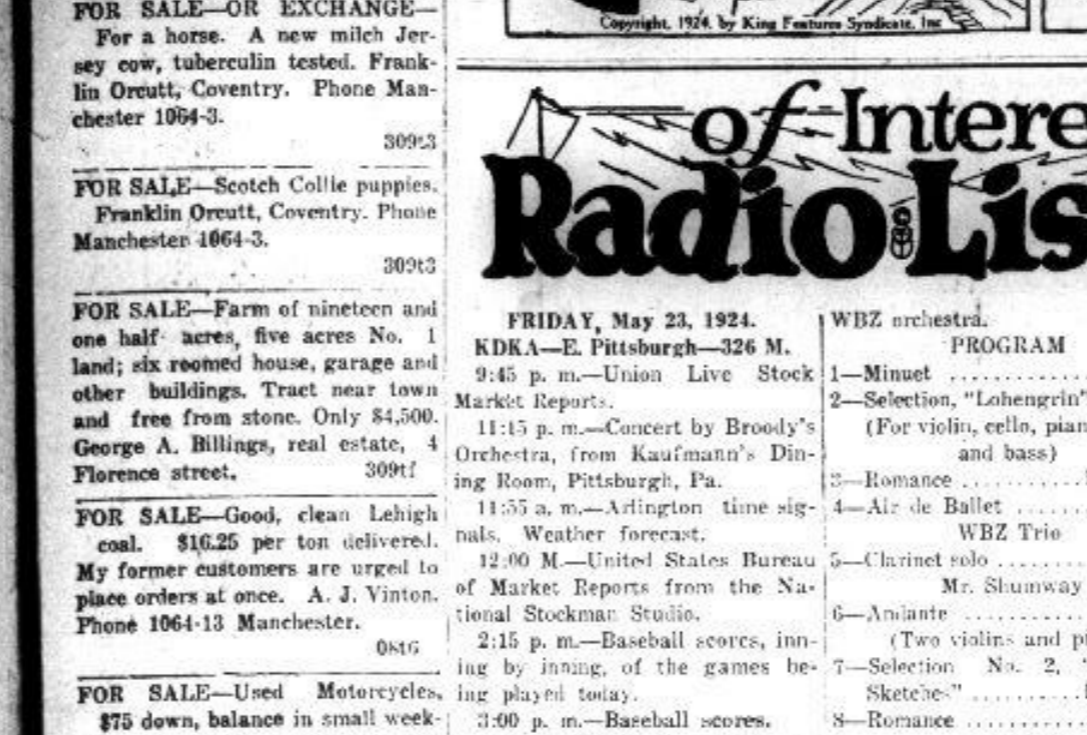 FOR SALE—OR EXCHANGE—
For a horse. A new milch Jer-
sey cow, tuberculin tested. Frank-
lin Orcutt, Coventry. Phone Man-
chester 1064-3.
309t3
FOR SALE—Scotch Collie puppies.
Franklin Orcutt, Coventry. Phone
Manchester 1064-3.
309t3
FOR SALE—Farm of nineteen and
one half acres, five acres No. 1
land; six roomed house, garage and
other buildings. Tract near town
and free from stone. Only $4,500.
George A. Billings, real estate, 4
Florence street. 309tf
FOR SALE—Good, clean Lehigh
coal. $16.25 per ton delivered.
My former customers are urged to
place orders at once. A. J. Vinton.
Phone 1064-13 Manchester.
FOR SALE—Used Motorcycles,
$75 down, balance in small week-
Copyright, 1924, by King Features Syndicate, Inc
of Intere
Radio Lis
FRIDAY, May 23, 1924.
KDKA—E. Pittsburgh—326 M.
9:45 p. m.—Union Live Stock
Market Reports.
11:15 p. m.—Concert by Broody's
Orchestra, from Kaufmann's Din-
ing Room, Pittsburgh, Pa.
11:55 a. m.—Arlington time sig-
nals. Weather forecast.
12:00 M.—United States Bureau
of Market Reports from the Na-
tional Stockman Studio.
2:15 p. m.—Baseball scores, inn-
ing by inning, of the games be-
ing played today.
3:00 p. m.—Baseball scores.
WBZ orchestra.
PROGRAM
1—Minuet ...........
2—Selection, "Lohengrin"
(For violin, cello, pian
and bass)
3—Romance ..........
4—Air de Ballet ......
WBZ Trio
5—Clarinet solo ........
Mr. Shumway
6—Andante ...........
(Two violins and p
7—Selection No. 2,
Sketches" ..........
8—Romance ..........